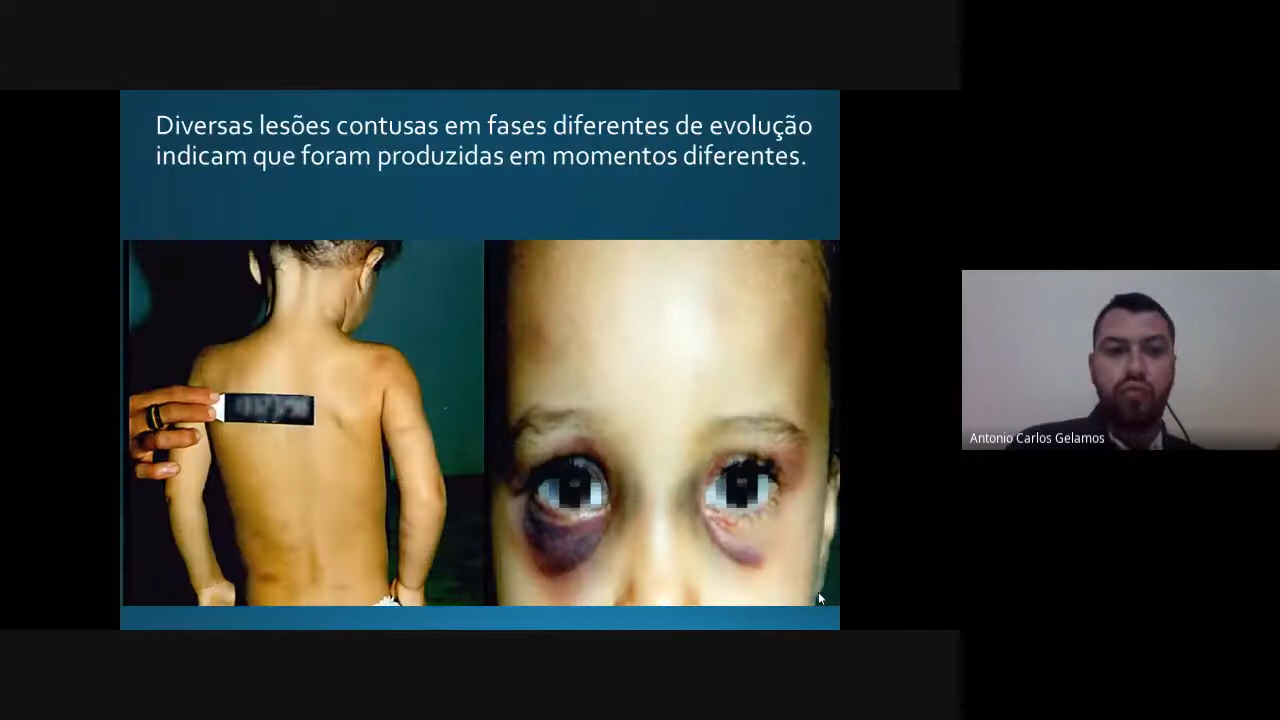 Diversas lesões contusas em fases diferentes de evolução
indicam que foram produzidas em momentos diferentes.
Antonio Carlos Gelamos